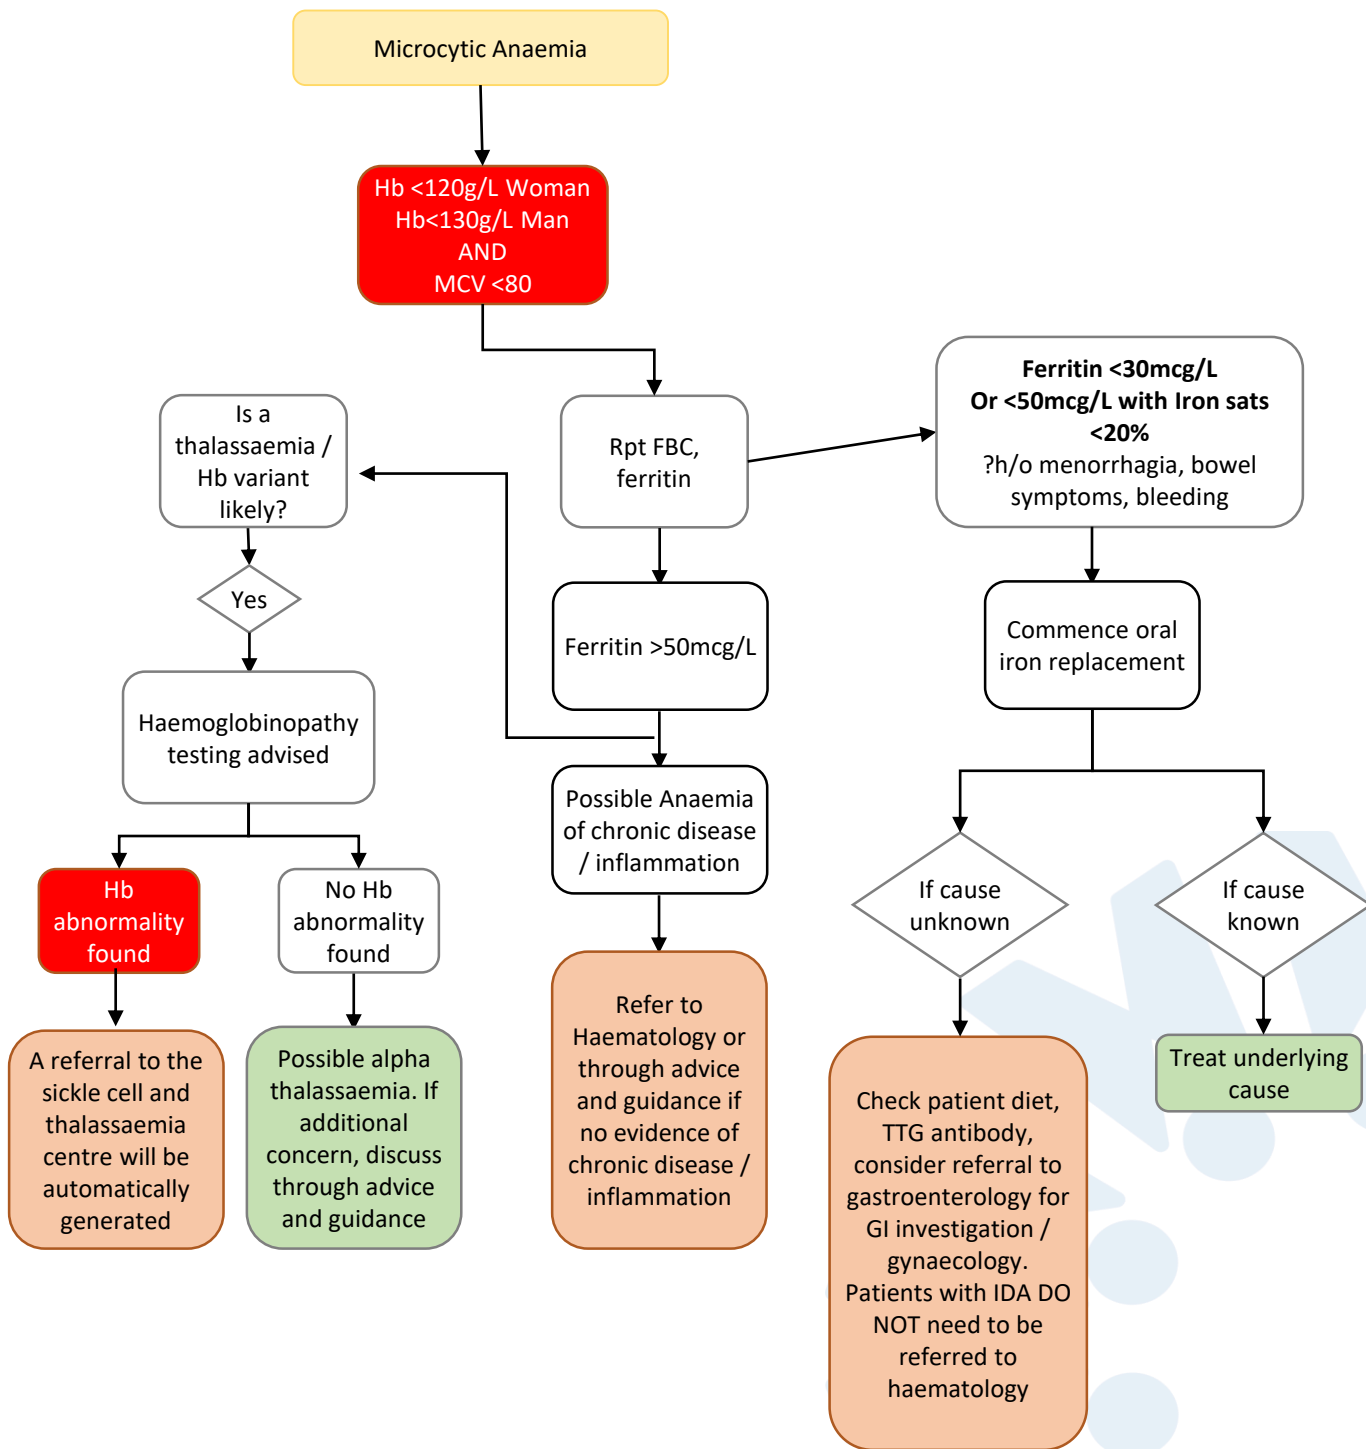 Microcytic Anaemia
Hb <120g/L Woman
Hb<130g/L Man
AND
MCV <80
Ferritin <30mcg/L
Or <50mcg/L with Iron sats
<20%
?h/o menorrhagia, bowel
symptoms, bleeding
Is a
thalassaemia /
Hb variant
likely?
Rpt FBC,
ferritin
Yes
Ferritin >50mcg/L
Commence oral
iron replacement
Haemoglobinopathy
testing advised
Possible Anaemia
of chronic disease
/ inflammation
Hb
abnormality
found
No Hb
abnormality
found
If cause
unknown
If cause
known
A referral to the
sickle cell and
thalassaemia
centre will be
automatically
generated
Possible alpha
thalassaemia. If
additional
concern, discuss
through advice
and guidance
Refer to
Haematology or
through advice
and guidance if
no evidence of
chronic disease /
inflammation
Check patient diet,
TTG antibody,
consider referral to
gastroenterology for
GI investigation /
gynaecology.
Patients with IDA DO
NOT need to be
referred to
haematology
Treat underlying
cause